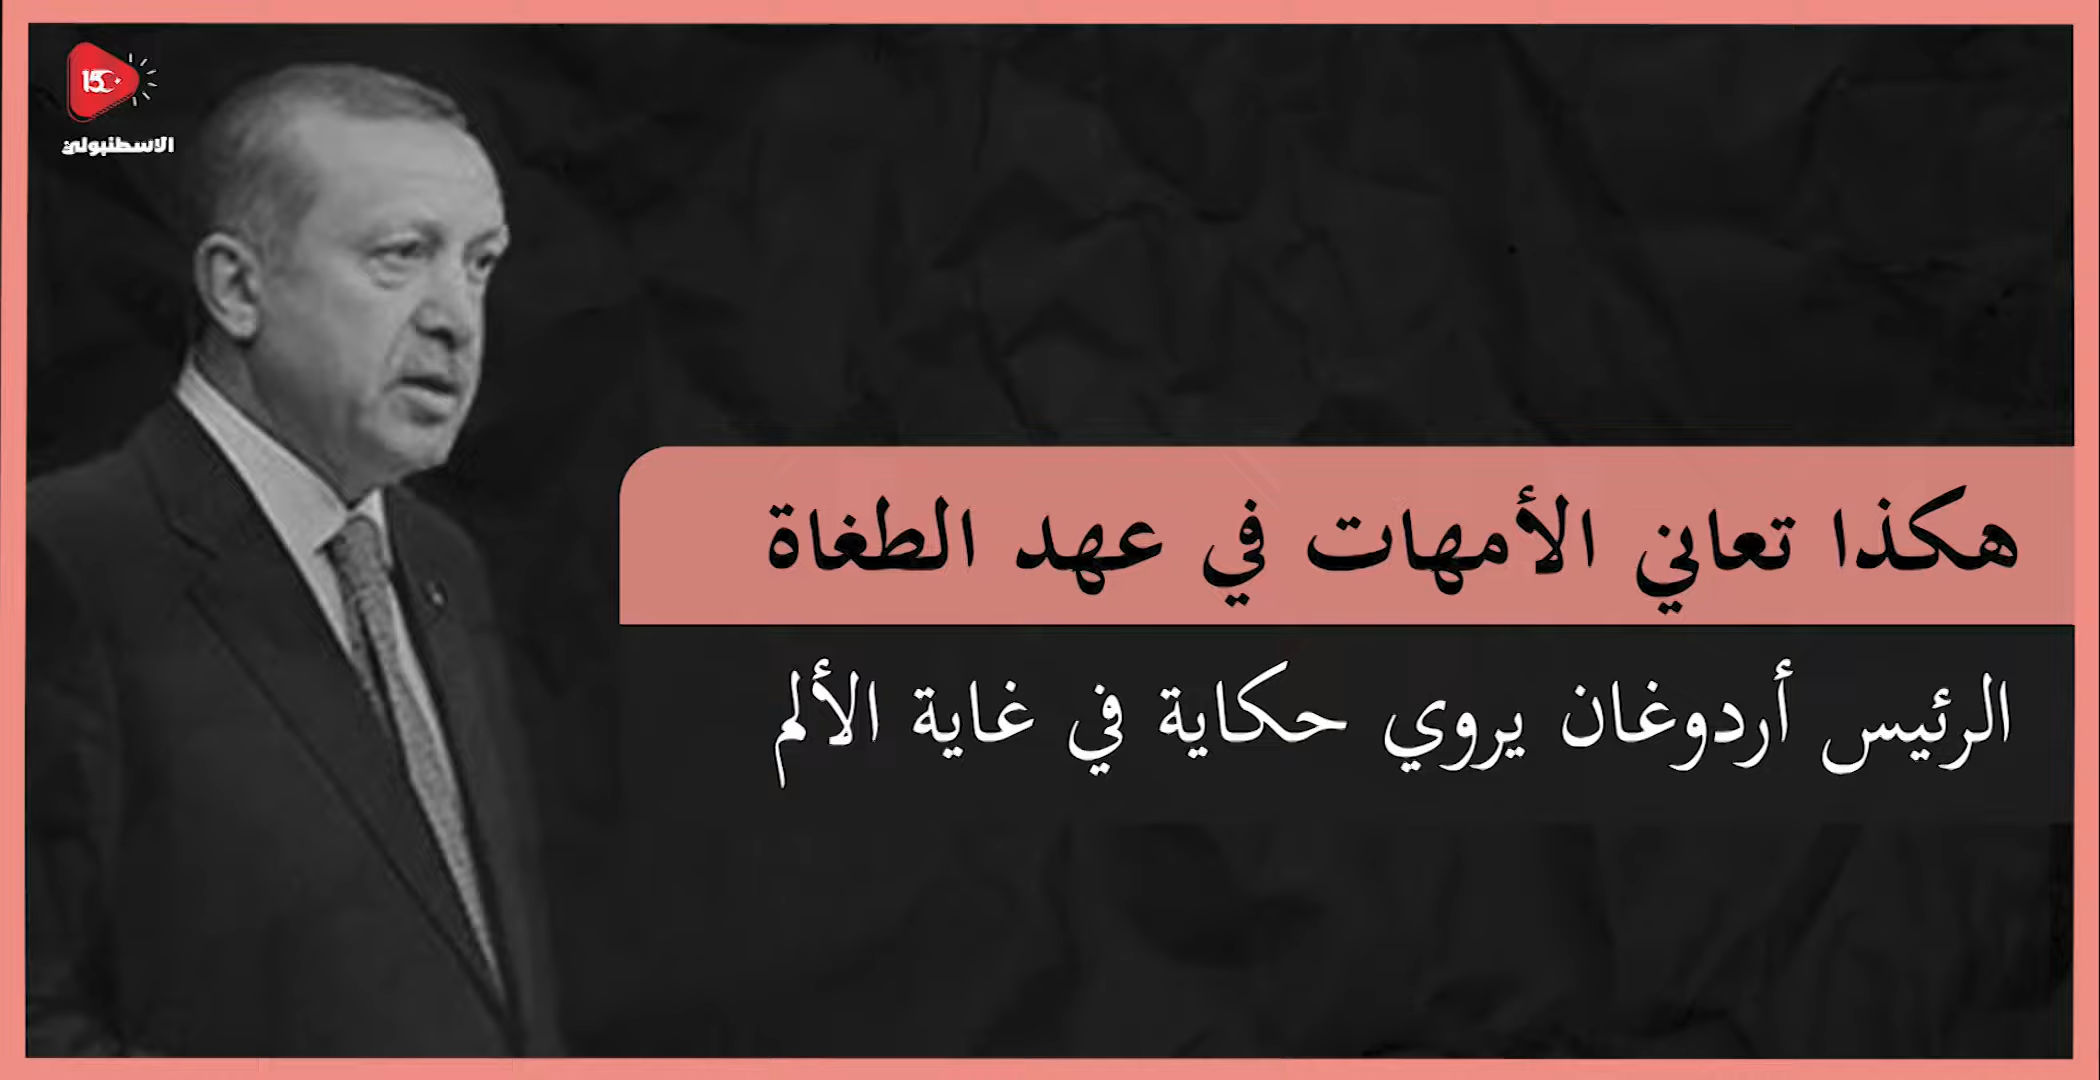 الاسطنبولي
هكذا تعاني الأمهات في عهد الطغاة
الرئيس أردوغان يروي حكاية في غاية الألم